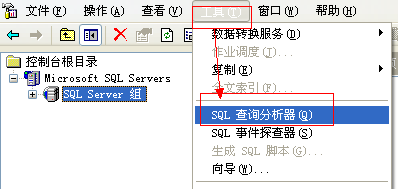 文件(F) 操作(A) 查看(V) 工具(T) 窗口(W) 帮助(H)
控制台根目录
Microsoft SQL Servers
SQL Server 组
数据转换服务(D)
作业调度(J)...
复制(E)
全文索引(F)...
SQL 查询分析器(Q)
SQL 事件探查器(S)
生成 SQL 脚本(G)...
向导(W)...